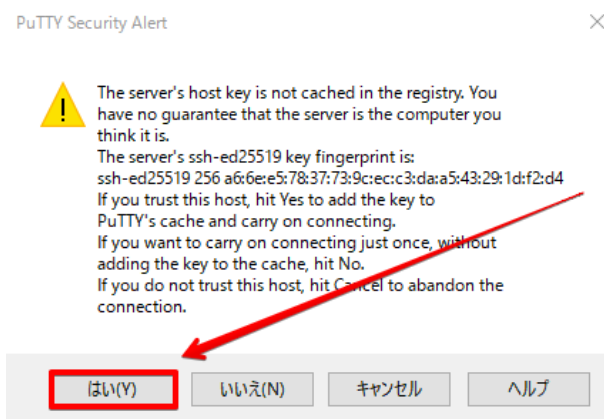 PuTTY Security Alert
The server's host key is not cached in the registry. You
have no guarantee that the server is the computer you
think it is.
The server's ssh-ed25519 key fingerprint is:
ssh-ed25519 256 a6:6e:e5:78:37:73:9c:ec:c3:da:a5:43:29:1d:f2:d4
If you trust this host, hit Yes to add the key to
PuTTY's cache and carry on connecting.
If you want to carry on connecting just once, without
adding the key to the cache, hit No.
If you do not trust this host, hit Cancel to abandon the
connection.
はい(Y)
いいえ(N)
キャンセル
ヘルプ